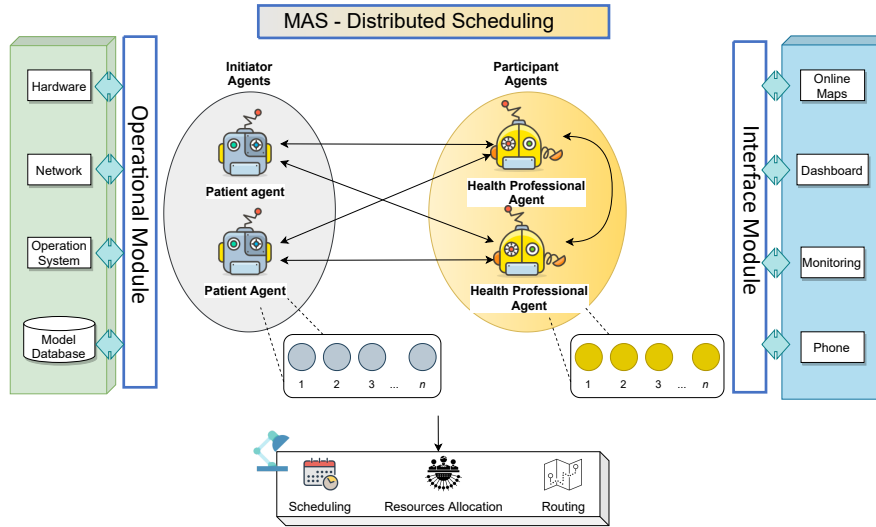 MAS - Distributed Scheduling
Hardware
Network
Operation
System
Model
Database
Operational Module
Initiator
Agents
Patient agent
Patient Agent
Participant
Agents
Health Professional
Agent
Health Professional
Agent
1 2 3 ... n
1 2 3 ... n
Interface Module
Online
Maps
Dashboard
Monitoring
Phone
Scheduling
Resources Allocation
Routing